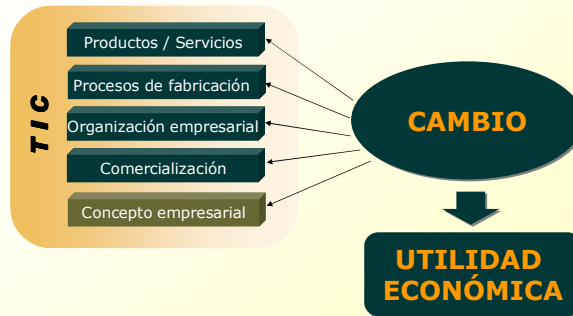 TIC
Productos / Servicios
Procesos de fabricación
Organización empresarial
Comercialización
Concepto empresarial
CAMBIO
UTILIDAD
ECONÓMICA